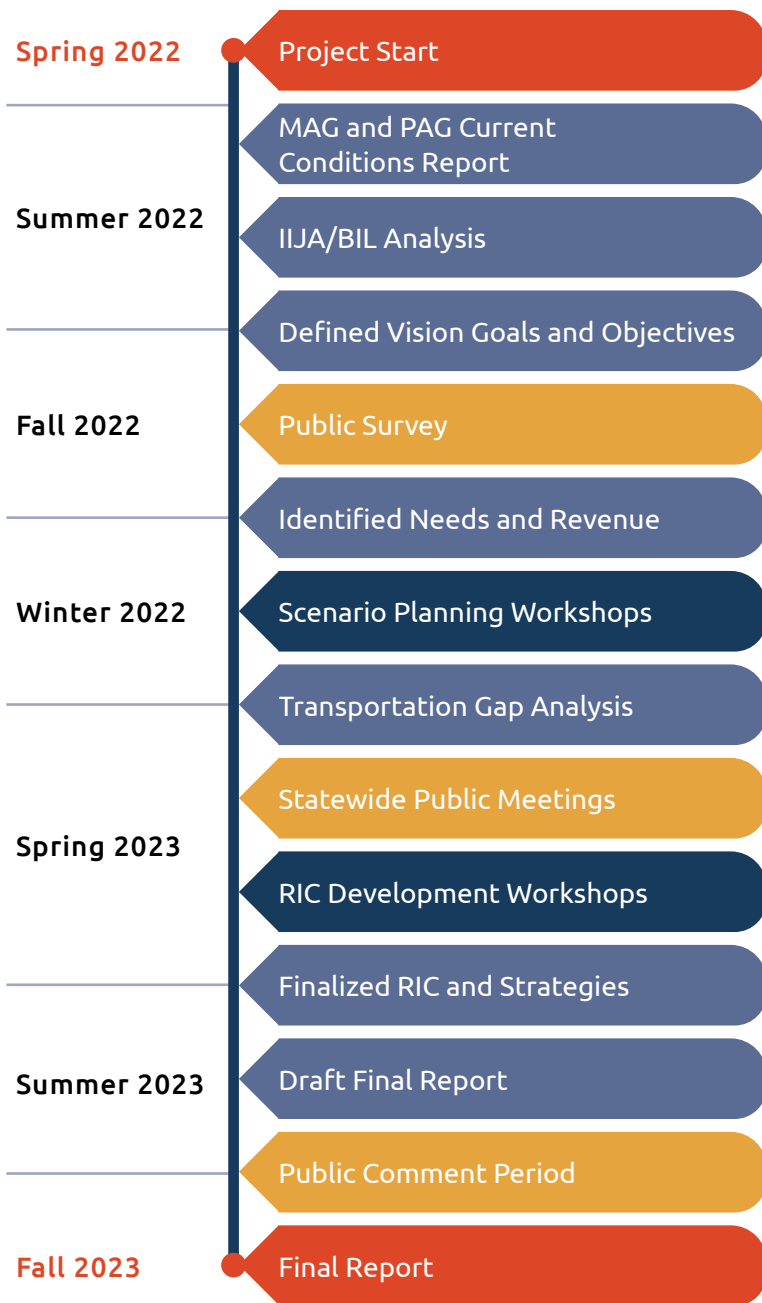 Spring 2022
Project Start
MAG and PAG Current
Conditions Report
Summer 2022
IIJA/BIL Analysis
Defined Vision Goals and Objectives
Fall 2022
Public Survey
Identified Needs and Revenue
Winter 2022
Scenario Planning Workshops
Transportation Gap Analysis
Statewide Public Meetings
Spring 2023
RIC Development Workshops
Finalized RIC and Strategies
Summer 2023
Draft Final Report
Public Comment Period
Fall 2023
Final Report